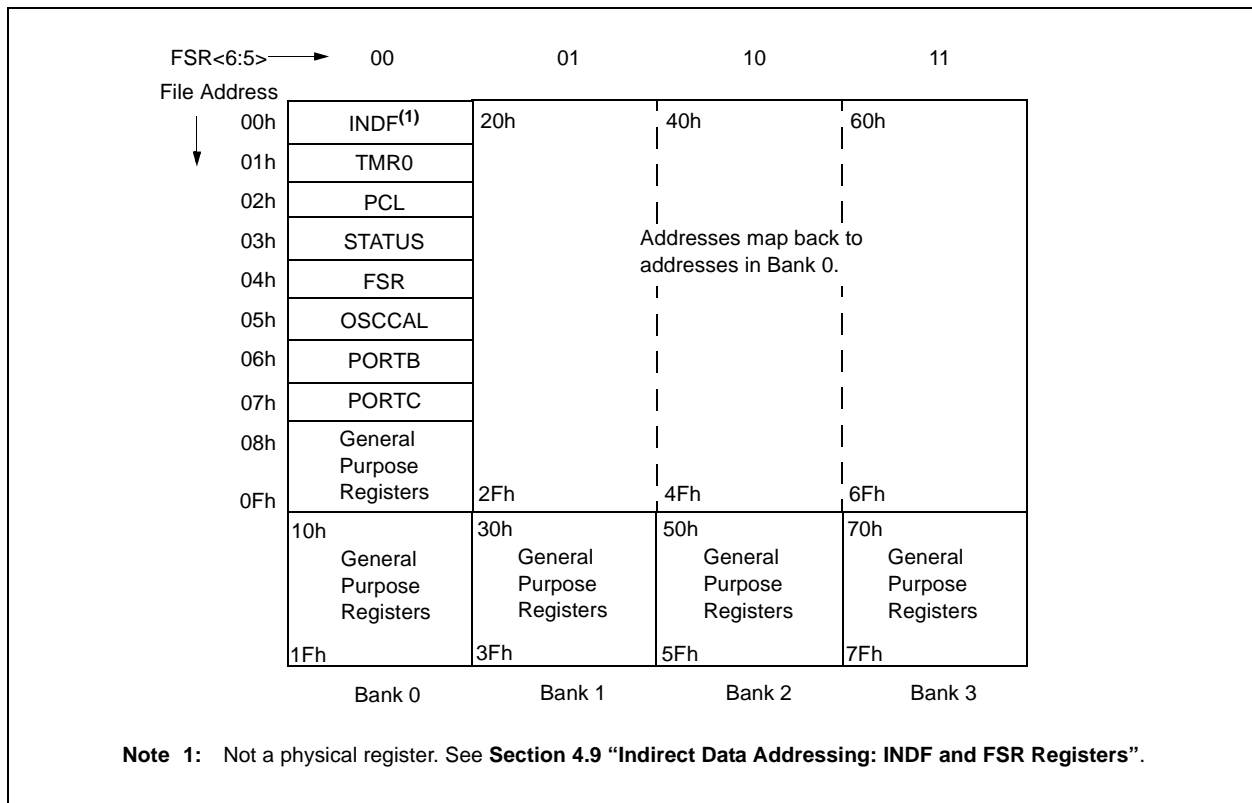 FSR<6:5> 00 01 10 11
File Address
00h INDF(1) 20h 40h 60h
01h TMR0
02h PCL
03h STATUS
Addresses map back to
addresses in Bank 0.
04h FSR
05h OSCCAL
06h PORTB
07h PORTC
08h General
Purpose
0Fh Registers 2Fh 4Fh 6Fh
10h 30h 50h 70h
General General General General
Purpose Purpose Purpose Purpose
Registers Registers Registers Registers
1Fh 3Fh 5Fh 7Fh
Bank 0 Bank 1 Bank 2 Bank 3
Note 1: Not a physical register. See Section 4.9 “Indirect Data Addressing: INDF and FSR Registers”.